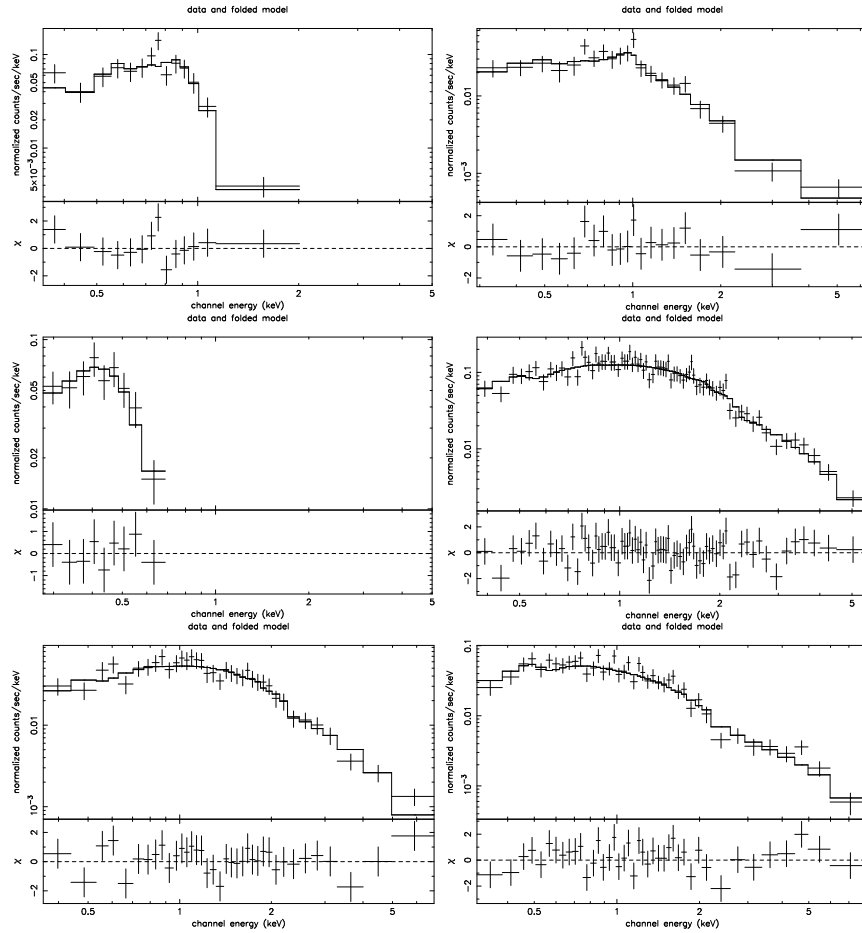 data and folded model
normalized counts/sec/keV
0.1
0.05
0.01
5×10⁻³
χ
2
0
−2
0.5
1
2
5
channel energy (keV)
data and folded model
normalized counts/sec/keV
0.01
10⁻³
χ
2
0
−2
0.5
1
2
5
channel energy (keV)
data and folded model
normalized counts/sec/keV
0.1
0.05
0.02
0.01
χ
1
0
−1
0.5
1
2
5
channel energy (keV)
data and folded model
normalized counts/sec/keV
0.1
0.01
χ
2
0
−2
0.5
1
2
5
channel energy (keV)
data and folded model
normalized counts/sec/keV
0.01
10⁻³
χ
2
0
−2
0.5
1
2
5
channel energy (keV)
data and folded model
normalized counts/sec/keV
0.1
0.01
10⁻³
χ
2
0
−2
0.5
1
2
5
channel energy (keV)